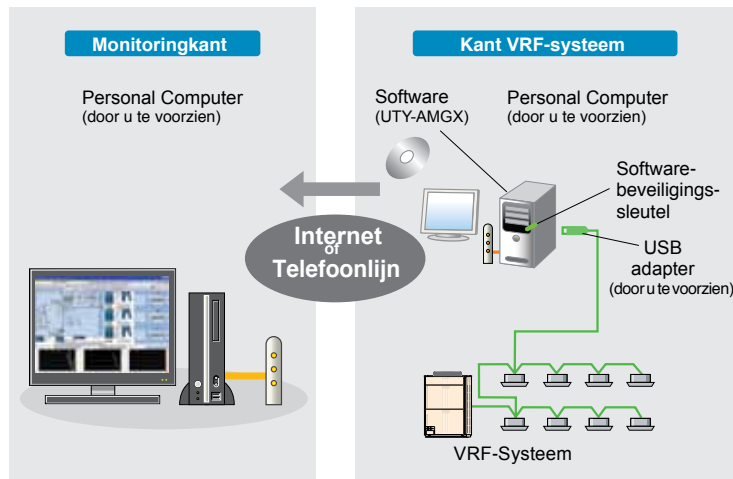 Monitoringkant
Personal Computer
(door u te voorzien)
Kant VRF-systeem
Software
(UTY-AMGX)
Personal Computer
(door u te voorzien)
Software-
beveiligings-
sleutel
USB
adapter
(door u te voorzien)
Internet
of
Telefoonlijn
VRF-Systeem